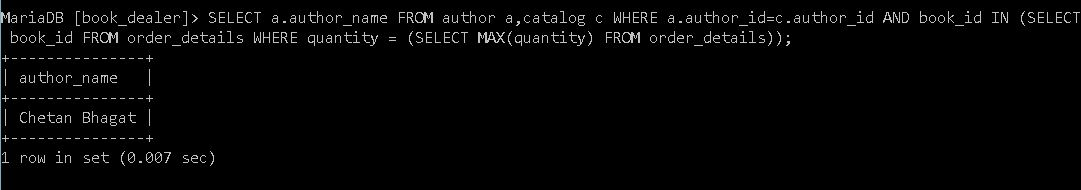 MariaDB [book_dealer]> SELECT a.author_name FROM author a,catalog c WHERE a.author_id=c.author_id AND book_id IN (SELECT
 book_id FROM order_details WHERE quantity = (SELECT MAX(quantity) FROM order_details));
+---------------+
| author_name   |
+---------------+
| Chetan Bhagat |
+---------------+
1 row in set (0.007 sec)